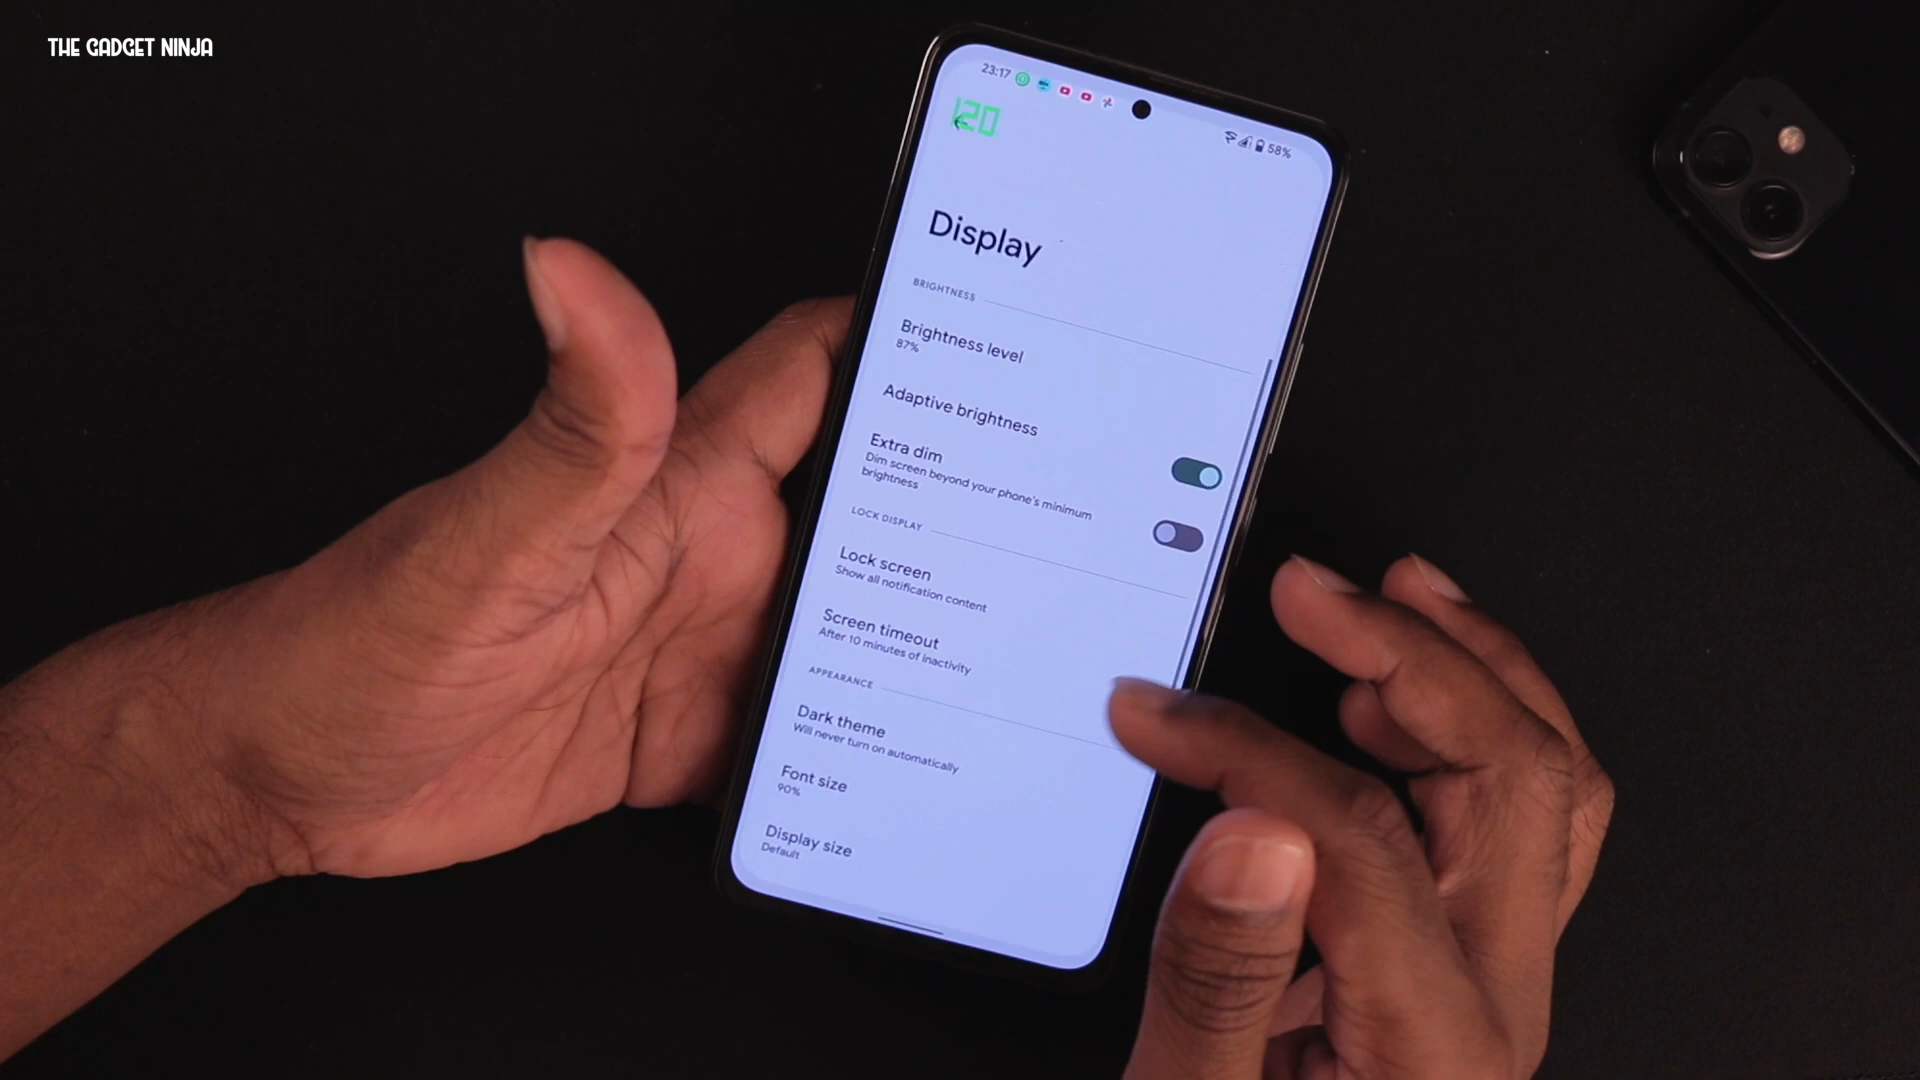 THE GADGET NINJA
23:17
58%
120
Display
BRIGHTNESS
Brightness level
87%
Adaptive brightness
Extra dim
Dim screen beyond your phone's minimum
brightness
LOCK DISPLAY
Lock screen
Show all notification content
Screen timeout
After 10 minutes of inactivity
APPEARANCE
Dark theme
Will never turn on automatically
Font size
90%
Display size
Default